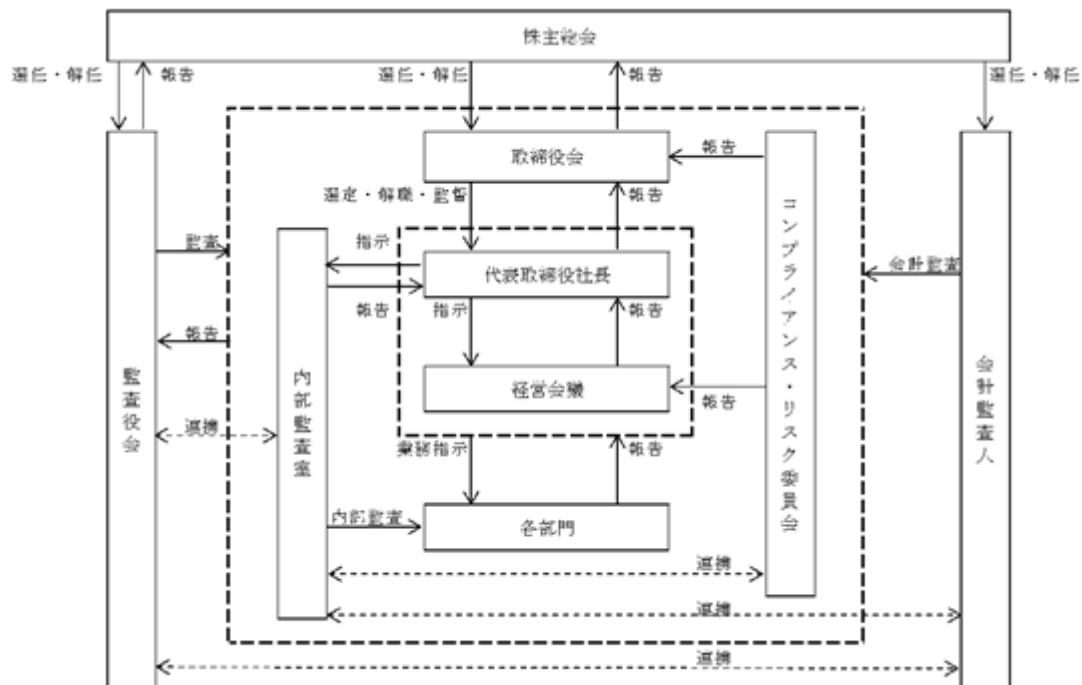 株主総会
選任・解任
報告
選任・解任
報告
選任・解任
取締役会
報告
選定・解職・監督
報告
監査
指示
代表取締役社長
会計監査
報告
指示
報告
報告
経営会議
報告
監査役会
内部監査室
コンプライアンス・リスク委員会
会計監査人
連携
業務指示
報告
内部監査
各部門
連携
連携
連携